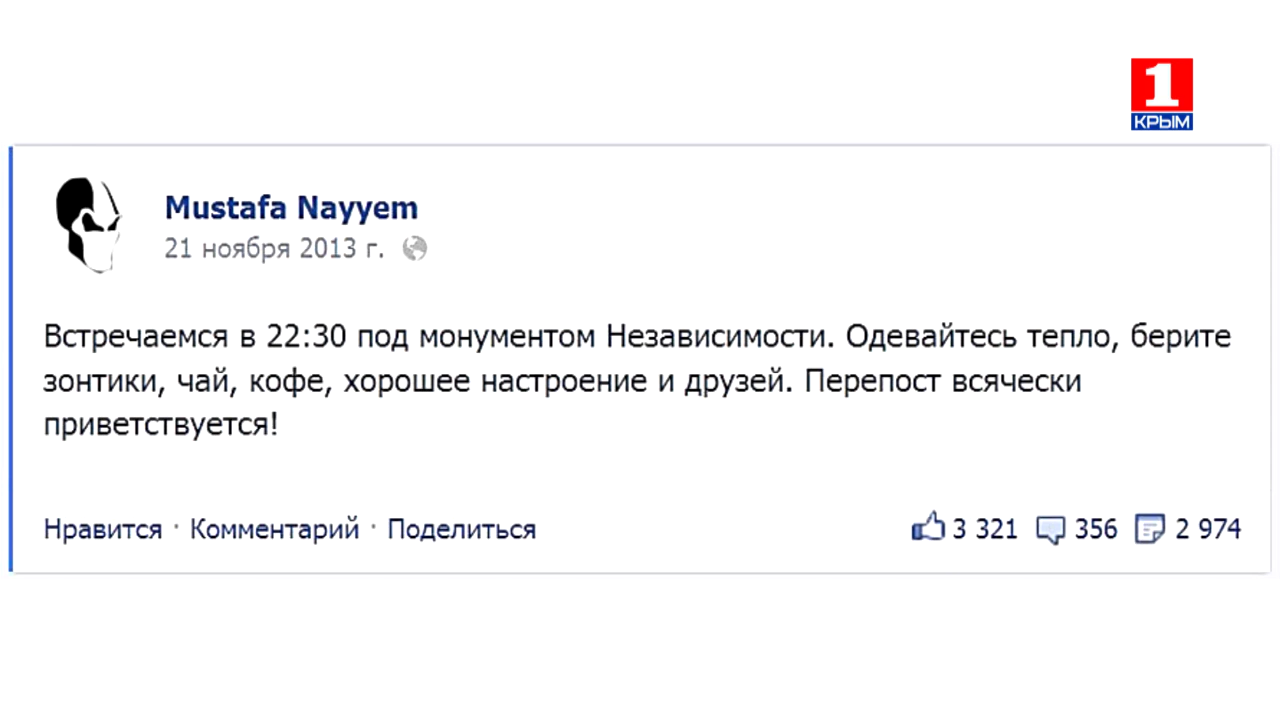 1
КРЫМ
Mustafa Nayyem
21 ноября 2013 г.
Встречаемся в 22:30 под монументом Независимости. Одевайтесь тепло, берите
зонтики, чай, кофе, хорошее настроение и друзей. Перепост всячески
приветствуется!
Нравится · Комментарий · Поделиться 3 321 356 2 974